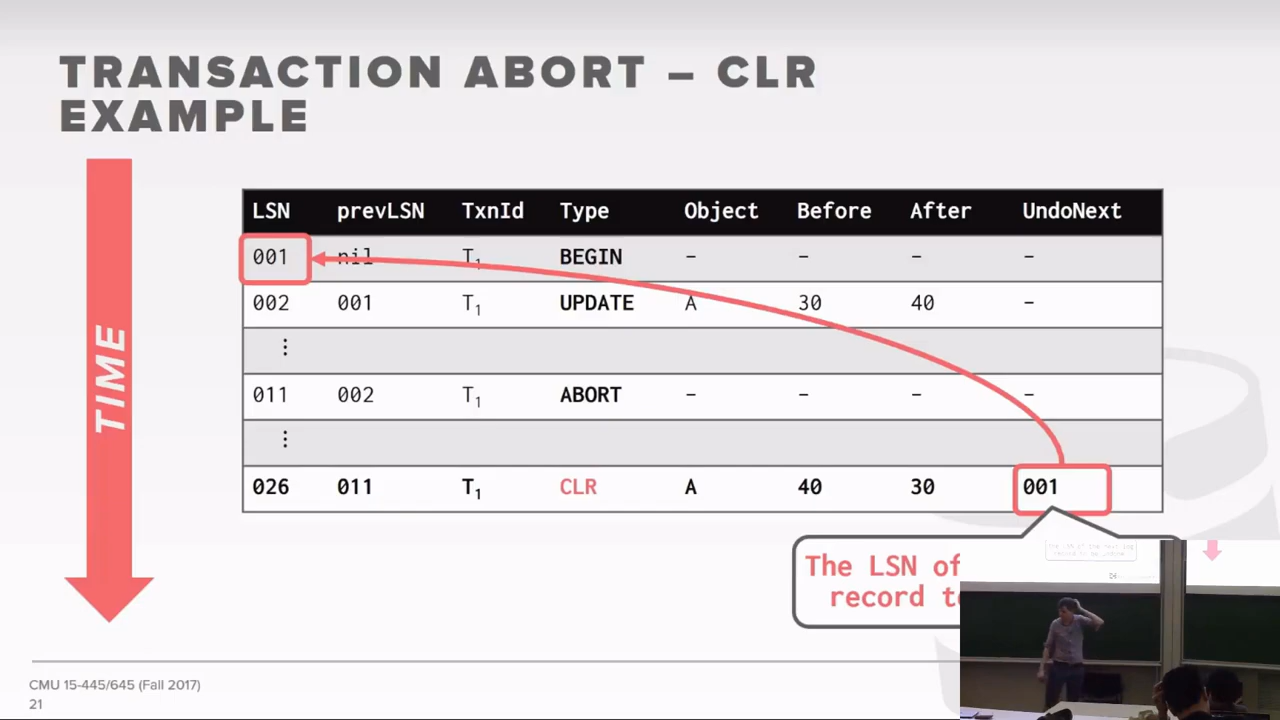 TRANSACTION ABORT – CLR
EXAMPLE
TIME
LSN prevLSN TxnId Type Object Before After UndoNext
001 nil T1 BEGIN – – – –
002 001 T1 UPDATE A 30 40 –
⋮
011 002 T1 ABORT – – – –
⋮
026 011 T1 CLR A 40 30 001
The LSN of
record
CMU 15-445/645 (Fall 2017)
21